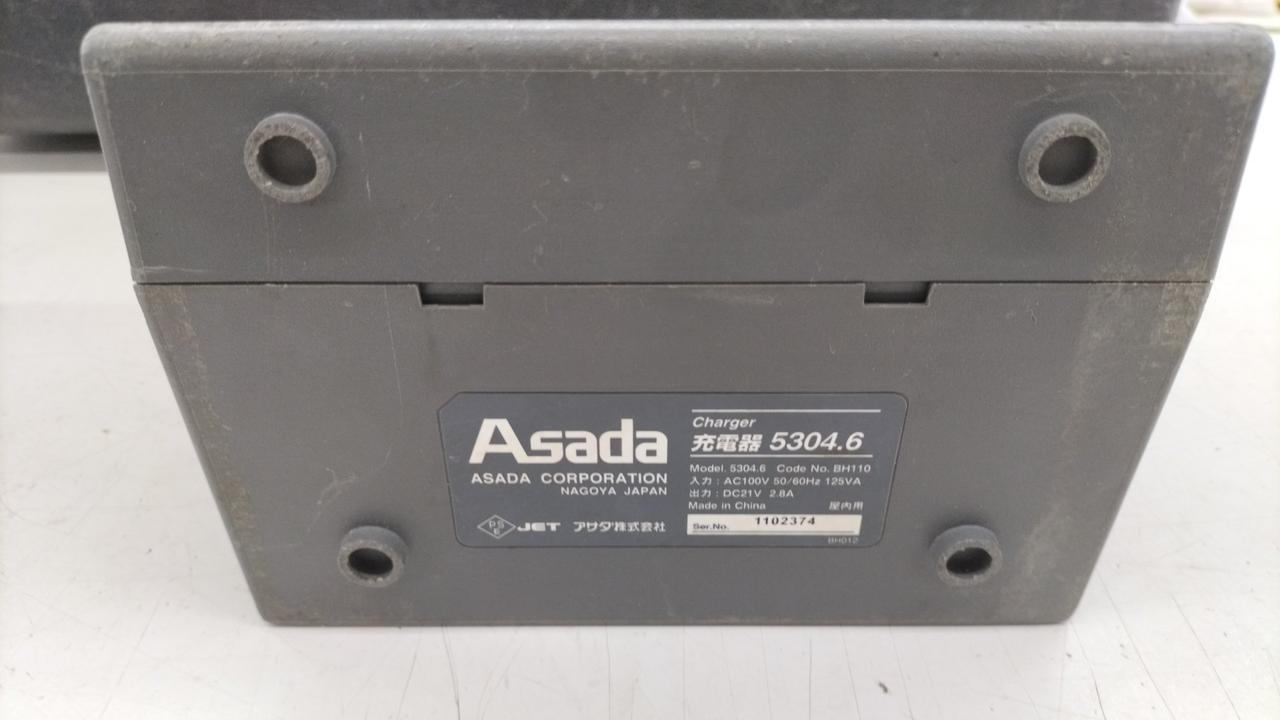 Asada
ASADA CORPORATION
NAGOYA JAPAN
PS
E
JET アサダ株式会社
Charger
充電器 5304.6
Model. 5304.6 Code No. BH110
入力 : AC100V 50/60Hz 125VA
出力 : DC21V 2.8A
Made in China 屋内用
Ser.No. 1102374
BH012